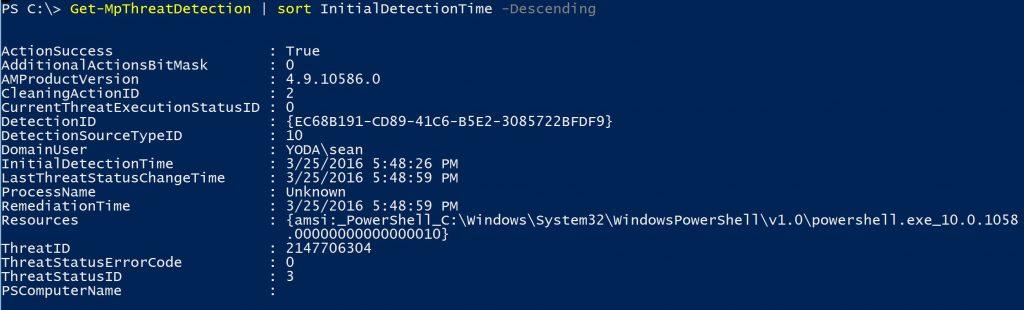 PS C:\> Get-MpThreatDetection | sort InitialDetectionTime -Descending
ActionSuccess : True
AdditionalActionsBitMask : 0
AMProductVersion : 4.9.10586.0
CleaningActionID : 2
CurrentThreatExecutionStatusID : 0
DetectionID : {EC68B191-CD89-41C6-B5E2-3085722BFDF9}
DetectionSourceTypeID : 10
DomainUser : YODA\sean
InitialDetectionTime : 3/25/2016 5:48:26 PM
LastThreatStatusChangeTime : 3/25/2016 5:48:59 PM
ProcessName : Unknown
RemediationTime : 3/25/2016 5:48:59 PM
Resources : {amsi:_PowerShell_C:\Windows\System32\WindowsPowerShell\v1.0\powershell.exe_10.0.1058
.00000000000000010}
ThreatID : 2147706304
ThreatStatusErrorCode : 0
ThreatStatusID : 3
PSComputerName :